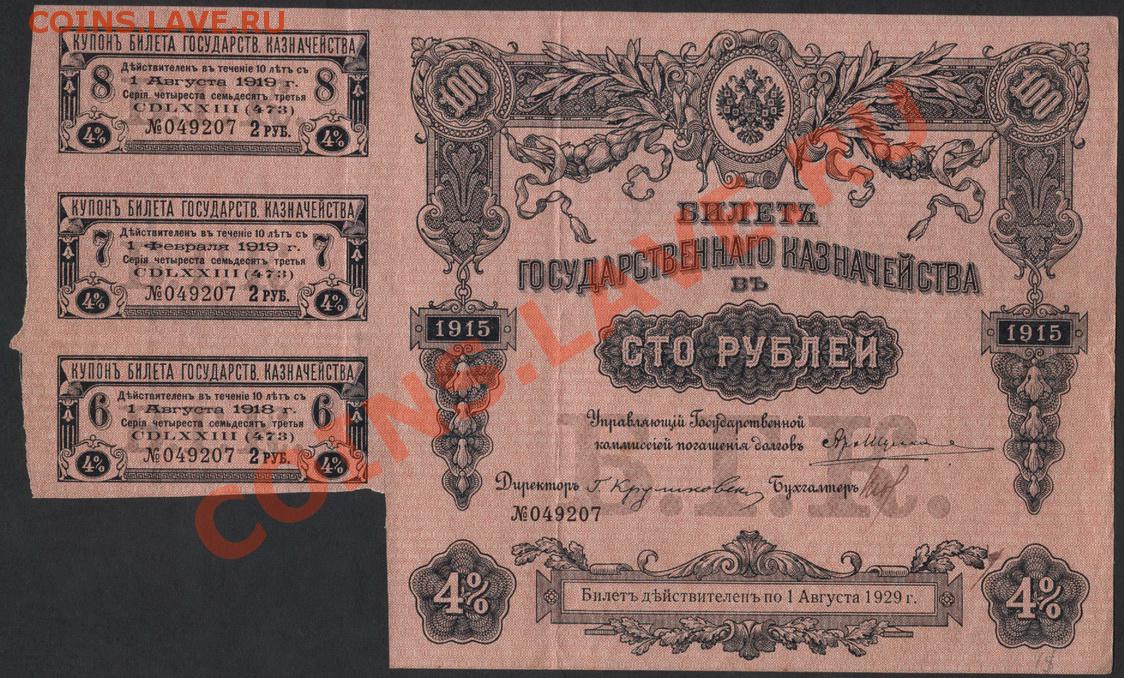 COINS.LAVE.RU
КУПОНЪ БИЛЕТА ГОСУДАРСТВ. КАЗНАЧЕЙСТВА
Дѣйствителенъ въ теченіе 10 лѣтъ съ
8 1 Августа 1919 г. 8
Серія четыреста семьдесятъ третья
CDLXXIII (473)
№049207 2 РУБ.
4% 4%
КУПОНЪ БИЛЕТА ГОСУДАРСТВ. КАЗНАЧЕЙСТВА
Дѣйствителенъ въ теченіе 10 лѣтъ съ
7 1 Февраля 1919 г. 7
Серія четыреста семьдесятъ третья
CDLXXIII (473)
№049207 2 РУБ.
4% 4%
КУПОНЪ БИЛЕТА ГОСУДАРСТВ. КАЗНАЧЕЙСТВА
Дѣйствителенъ въ теченіе 10 лѣтъ съ
6 1 Августа 1918 г. 6
Серія четыреста семьдесятъ третья
CDLXXIII (473)
№049207 2 РУБ.
4% 4%
100 100
БИЛЕТЪ
ГОСУДАРСТВЕННАГО КАЗНАЧЕЙСТВА
ВЪ
1915 1915
СТО РУБЛЕЙ
Управляющій Государственной
коммиссіей погашенія долговъ
Директоръ Бухгалтеръ
№049207
Б.Г.К.
4% 4%
Билетъ дѣйствителенъ по 1 Августа 1929 г.
COINS.LAVE.RU